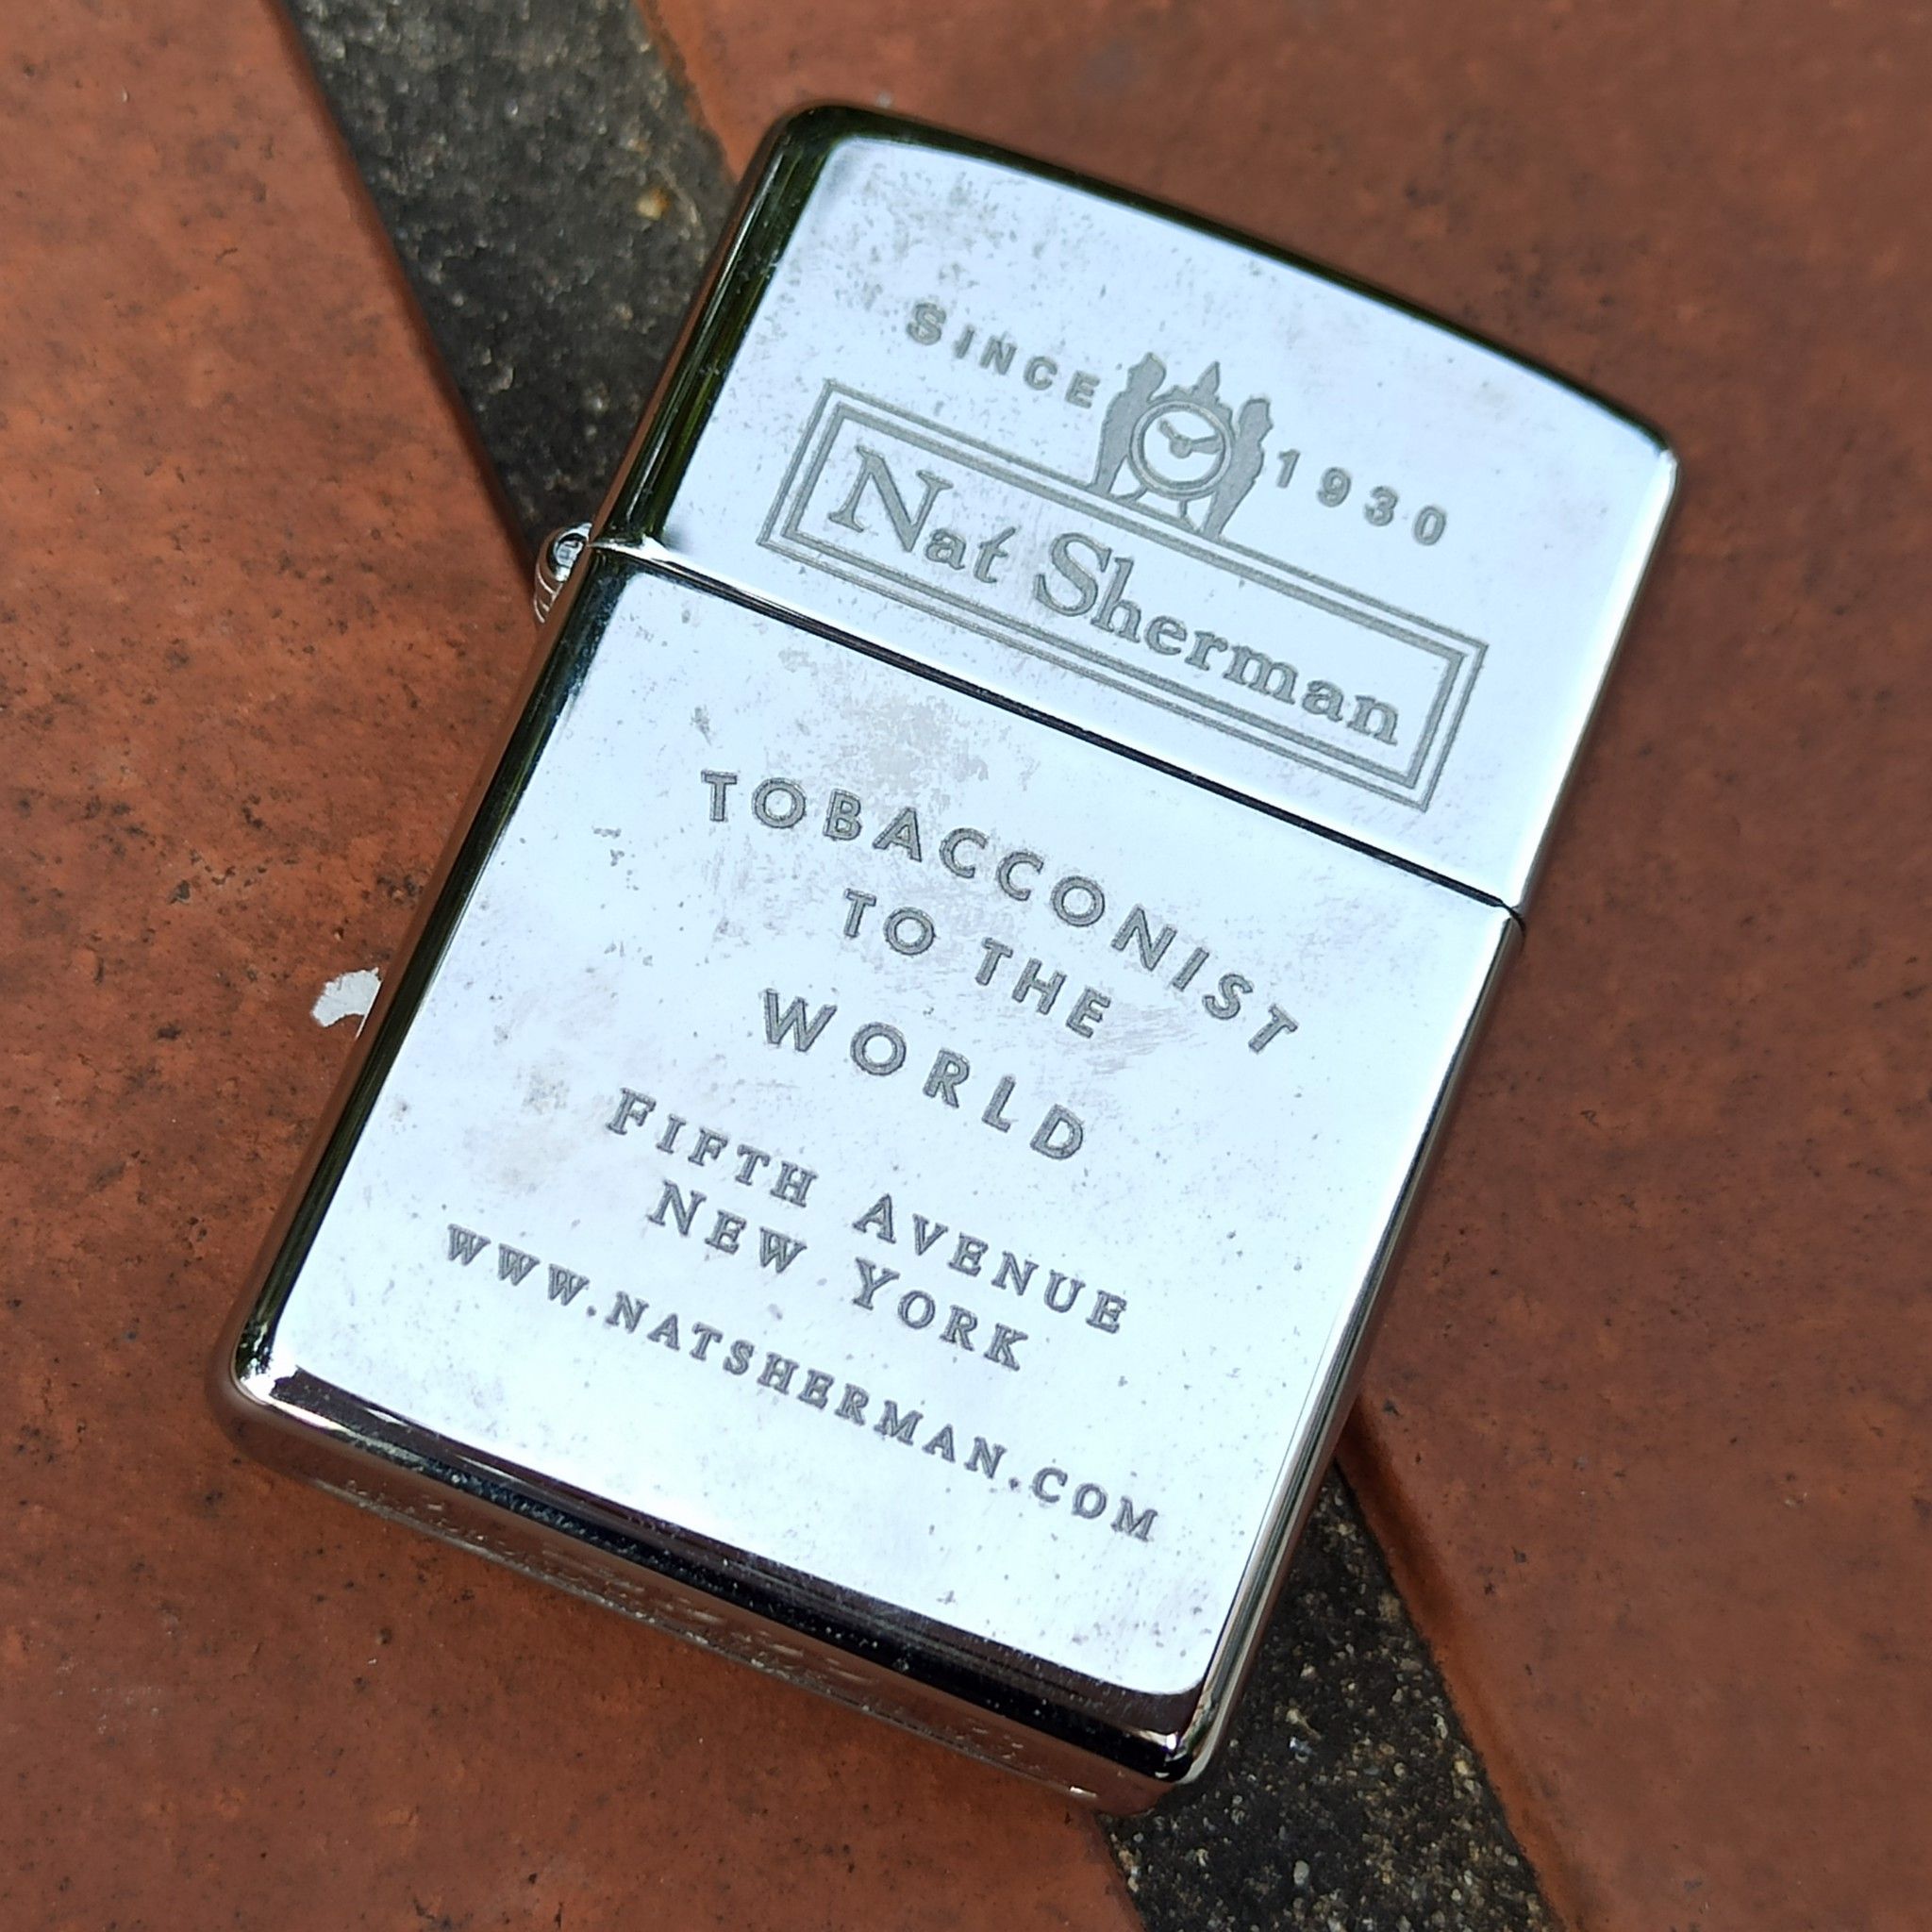 SINCE 1930
Nat Sherman
TOBACCONIST
TO THE
WORLD
FIFTH AVENUE
NEW YORK
WWW.NATSHERMAN.COM